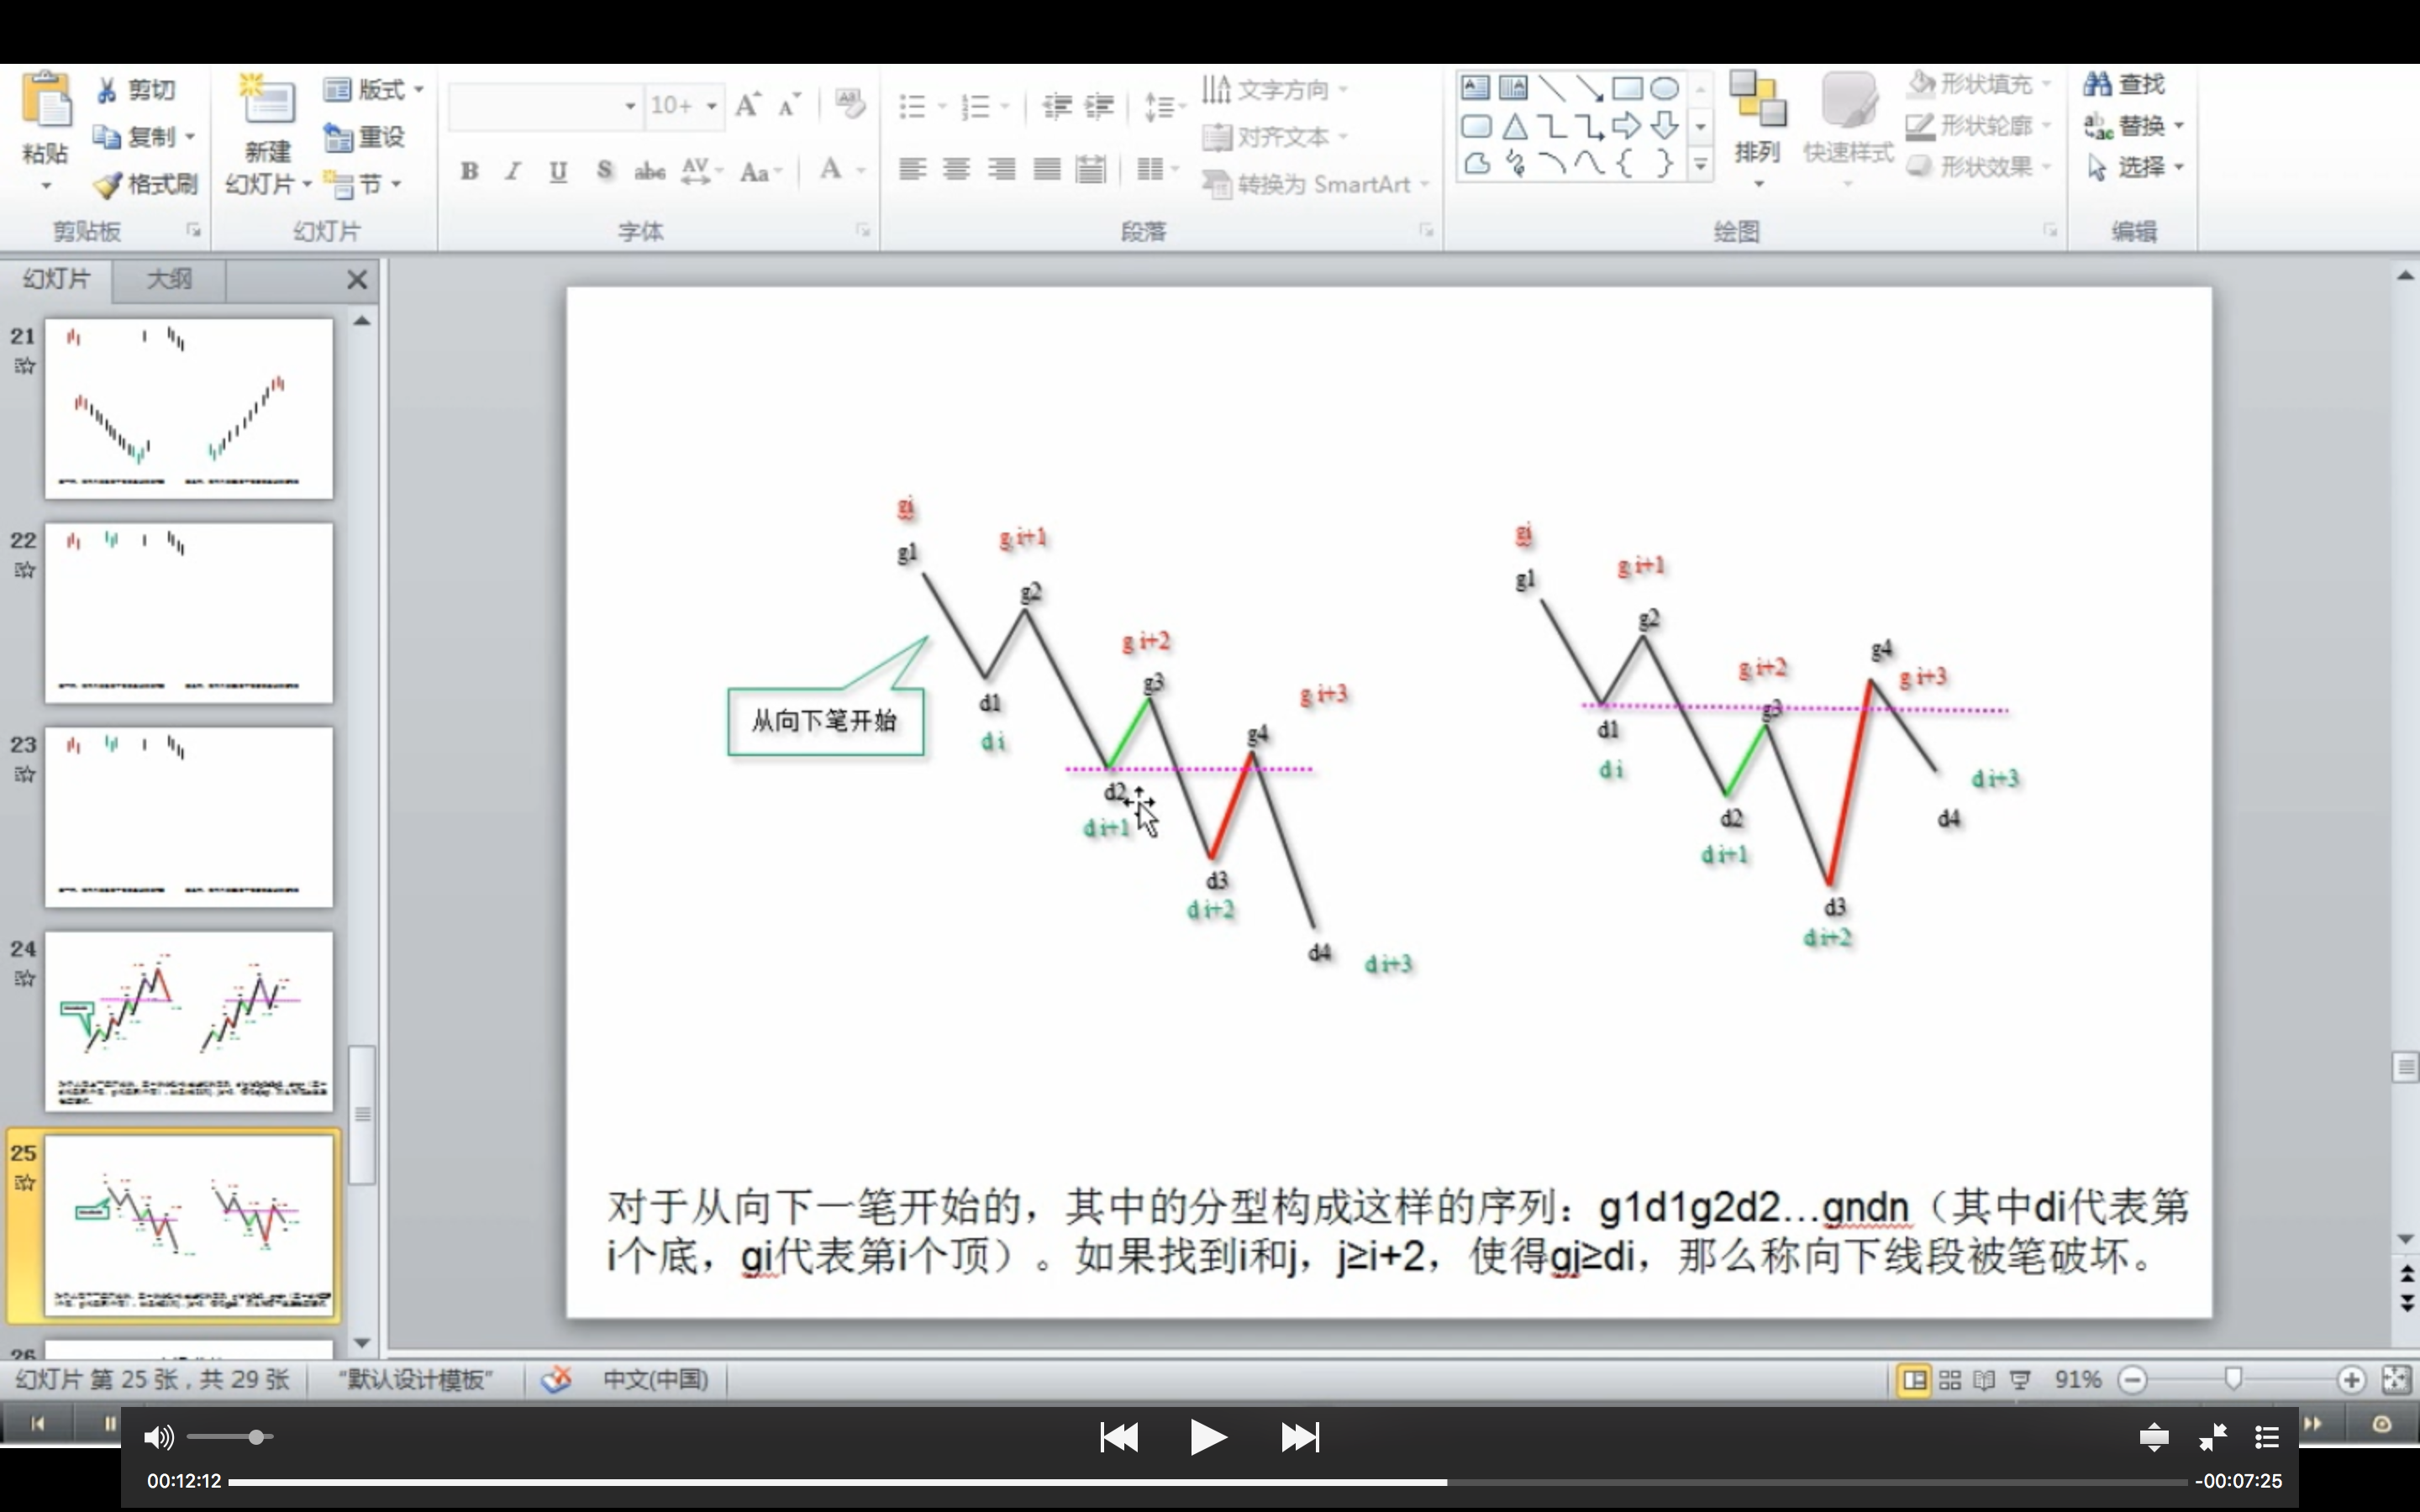 粘贴
剪切
复制
格式刷
剪贴板
新建
幻灯片
版式
重设
节
幻灯片
10+
A A
B I U S abc AV Aa A
字体
文字方向
对齐文本
转换为 SmartArt
段落
排列
快速样式
形状填充
形状轮廓
形状效果
绘图
查找
替换
选择
编辑
幻灯片 大纲
21
22
23
24
25
26
gi
g1
g i+1
g2
g i+2
g3
g i+3
g4
d1
d i
d2
d i+1
d3
d i+2
d4
d i+3
从向下笔开始
gi
g1
g i+1
g2
g i+2
g3
g4
g i+3
d1
d i
d2
d i+1
d3
d i+2
d i+3
d4
对于从向下一笔开始的，其中的分型构成这样的序列：g1d1g2d2…gndn（其中di代表第
i个底，gi代表第i个顶）。如果找到i和j，j≥i+2，使得gj≥di，那么称向下线段被笔破坏。
幻灯片 第 25 张，共 29 张
“默认设计模板”
中文(中国)
91%
00:12:12
-00:07:25